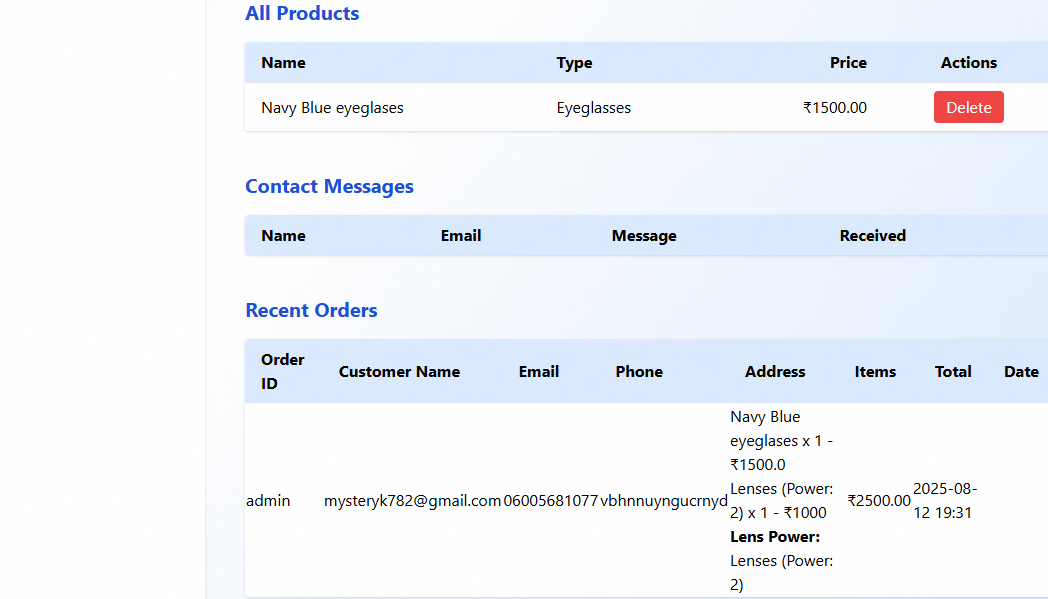 All Products
Name Type Price Actions
Navy Blue eyeglases Eyeglasses ₹1500.00 Delete
Contact Messages
Name Email Message Received
Recent Orders
Order ID Customer Name Email Phone Address Items Total Date
admin mysteryk782@gmail.com 06005681077 vbhnnuyngucrnyd
Navy Blue
eyeglases x 1 -
₹1500.0
Lenses (Power:
2) x 1 - ₹1000
Lens Power:
Lenses (Power:
2)
₹2500.00
2025-08-
12 19:31